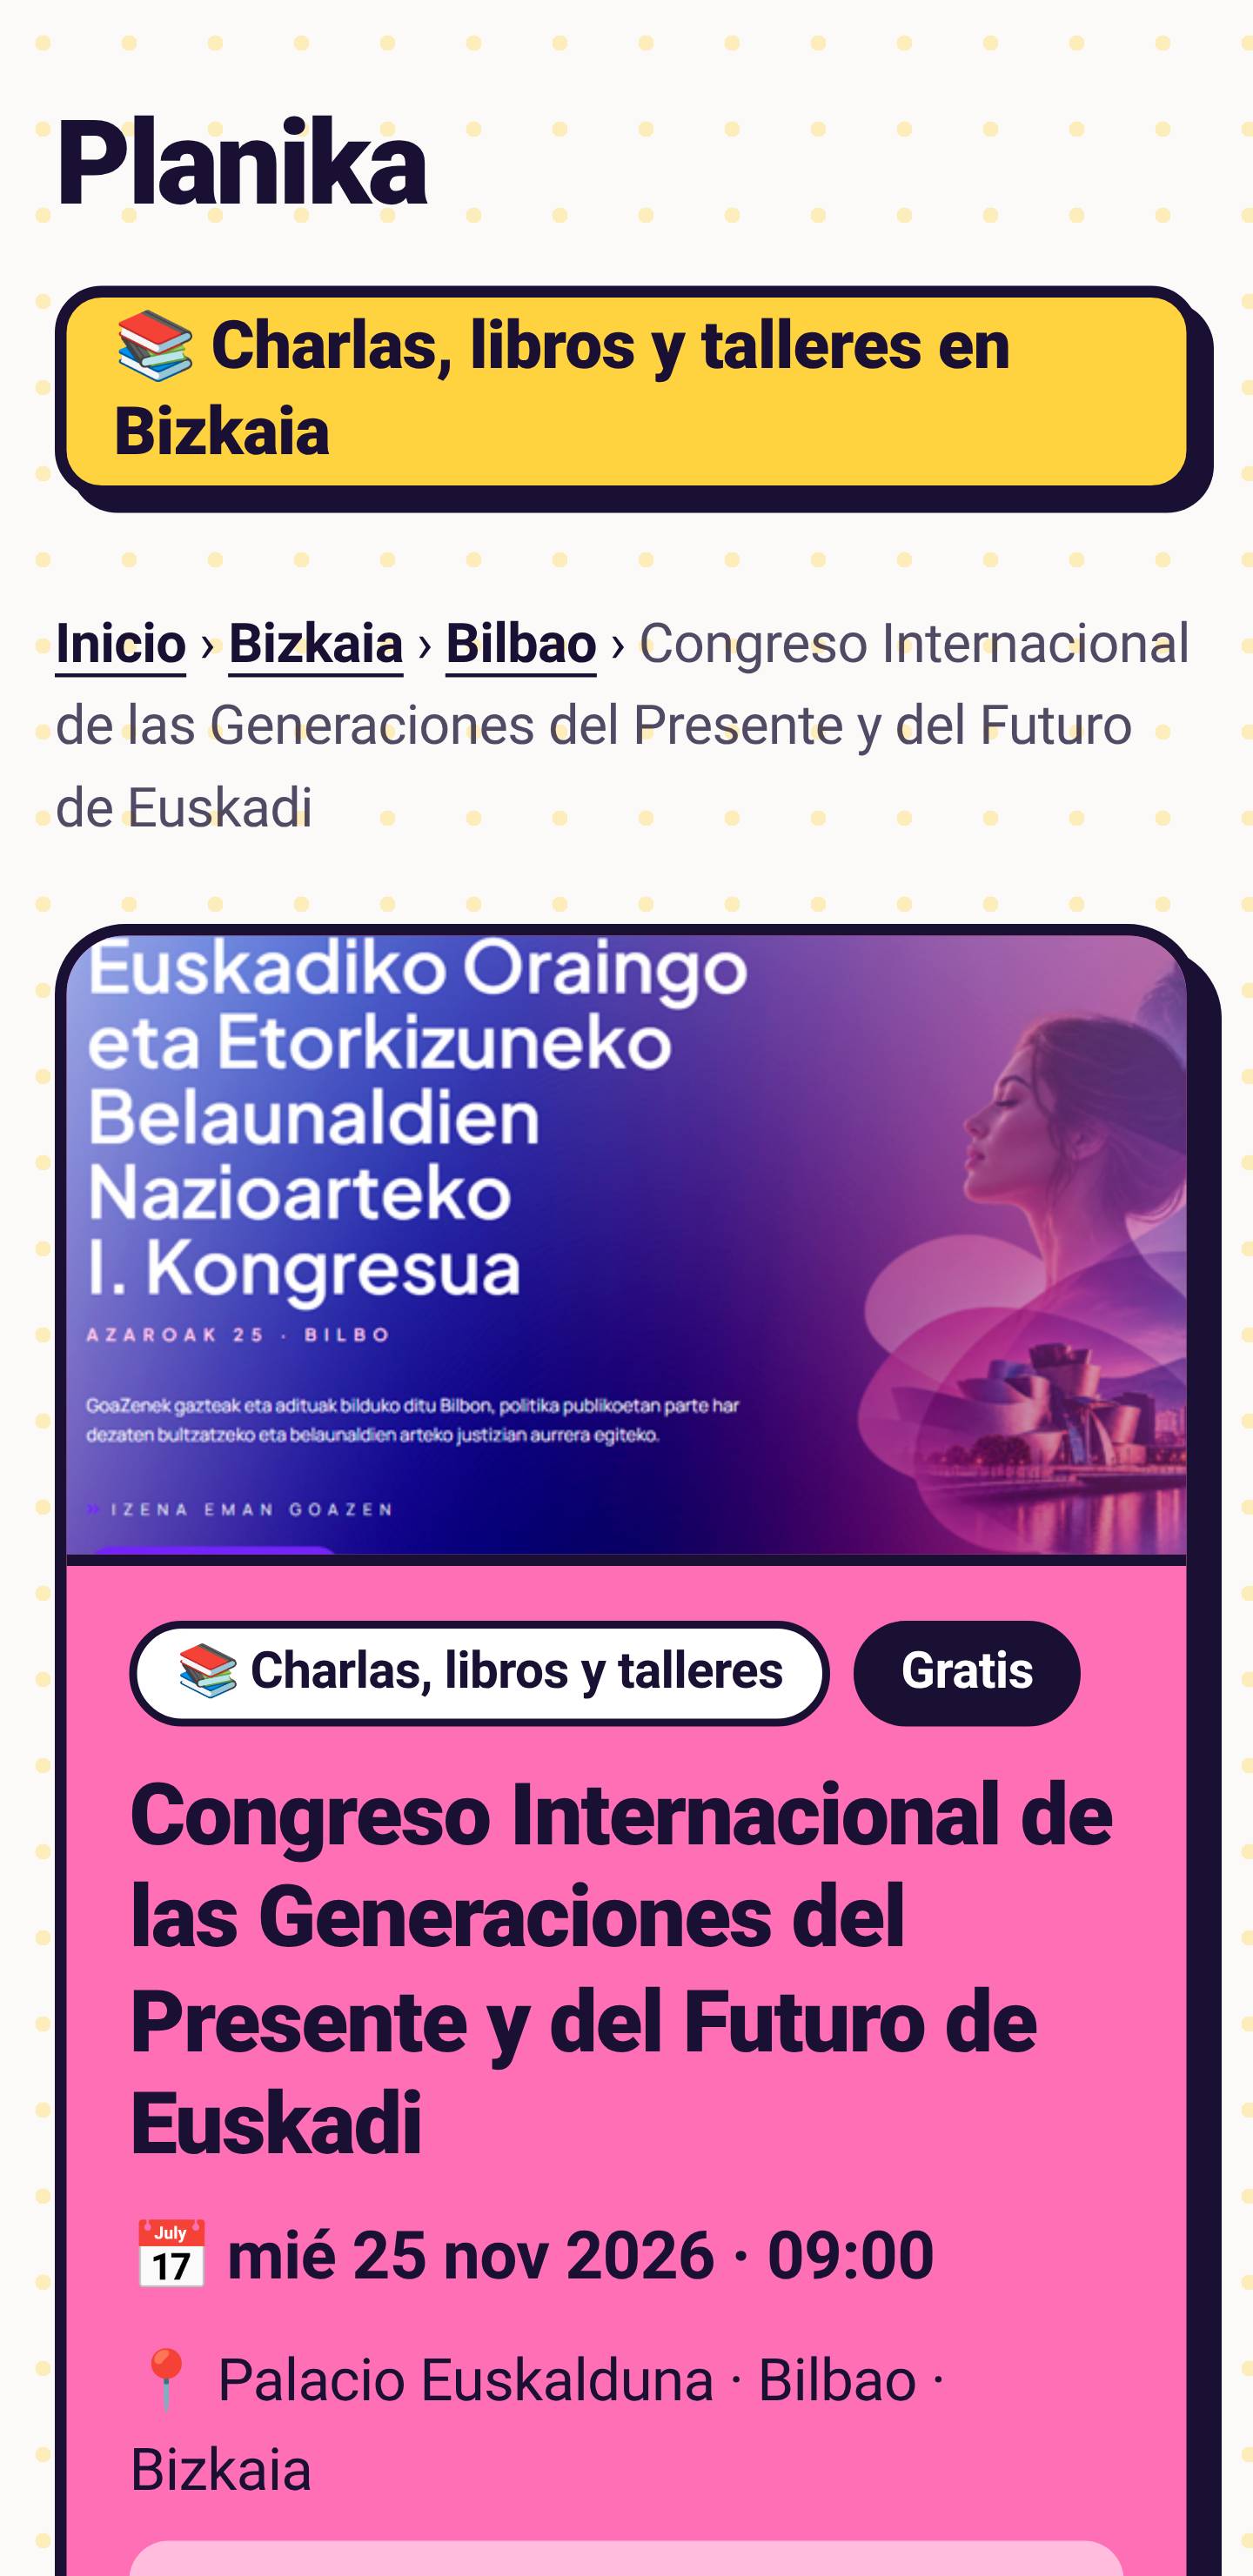 Planika
📚 Charlas, libros y talleres en
Bizkaia
Inicio › Bizkaia › Bilbao › Congreso Internacional
de las Generaciones del Presente y del Futuro
de Euskadi
Euskadiko Oraingo
eta Etorkizuneko
Belaunaldien
Nazioarteko
I. Kongresua
AZAROAK 25 · BILBO
GoaZenek gazteak eta adituak bilduko ditu Bilbon, politika publikoetan parte har
dezaten bultzatzeko eta belaunaldien arteko justizian aurrera egiteko.
» IZENA EMAN GOAZEN
📚 Charlas, libros y talleres
Gratis
Congreso Internacional de
las Generaciones del
Presente y del Futuro de
Euskadi
📅 mié 25 nov 2026 · 09:00
📍 Palacio Euskalduna · Bilbao ·
Bizkaia